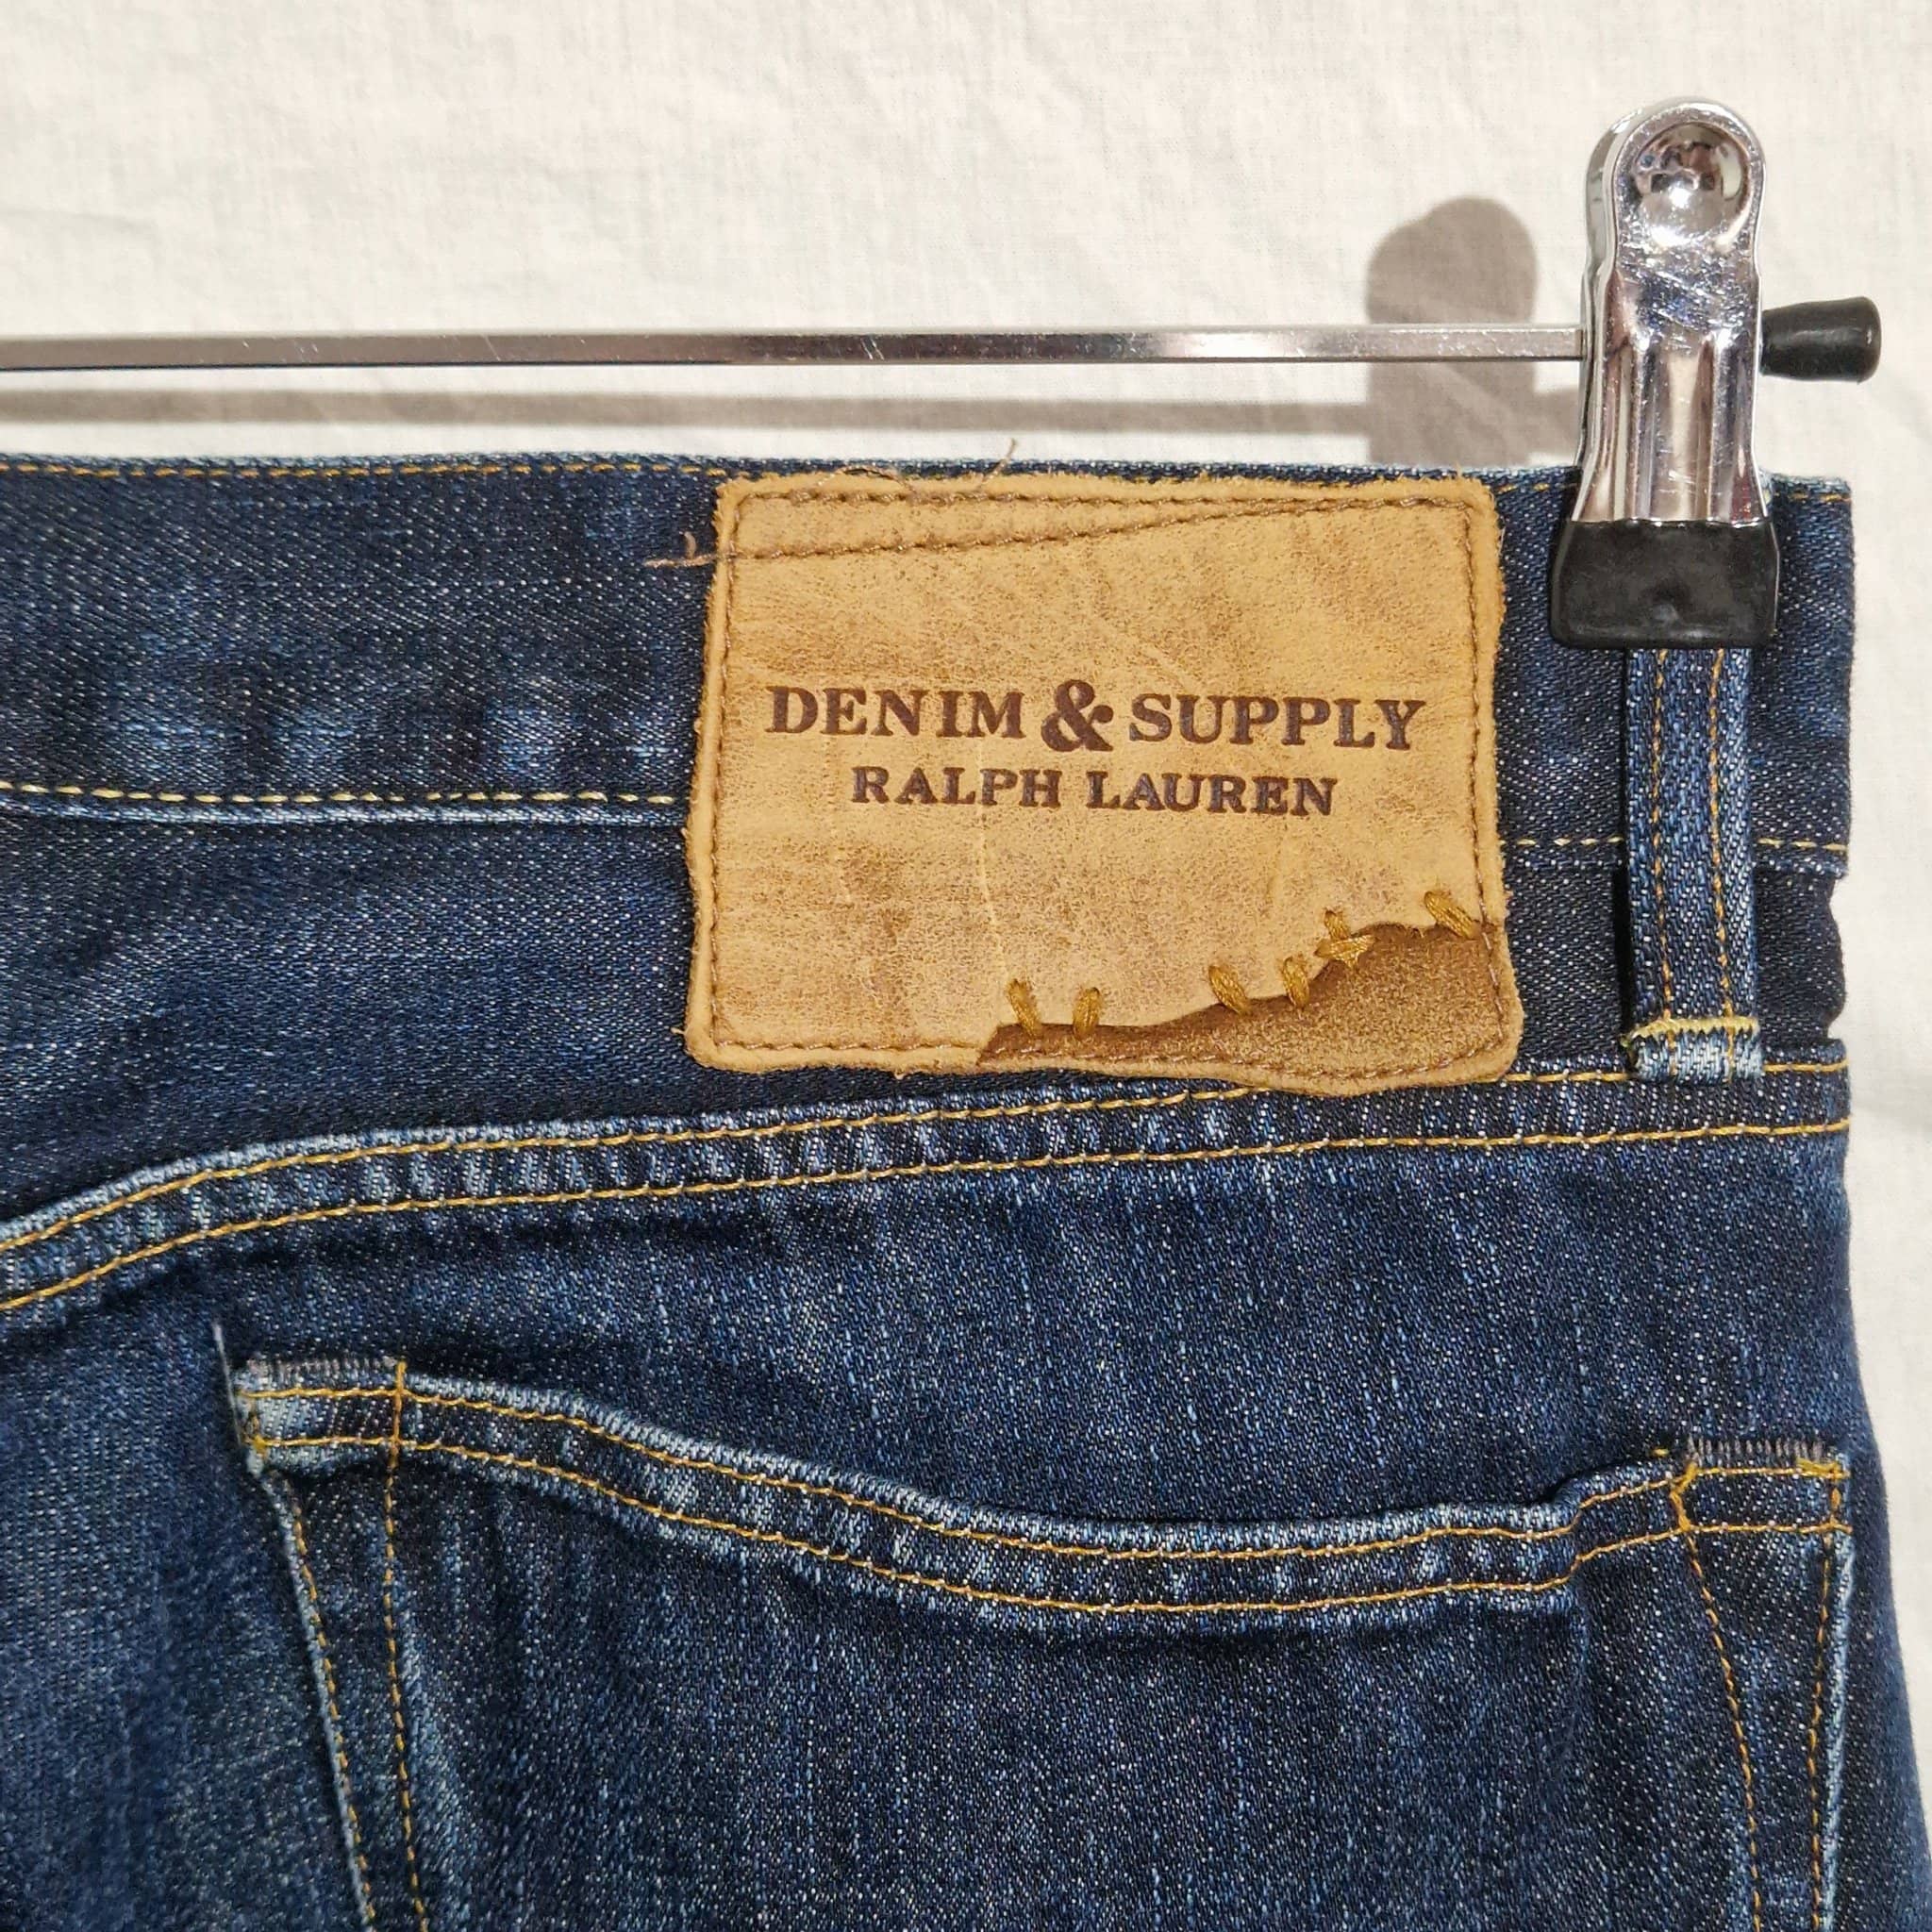 DENIM & SUPPLY
RALPH LAUREN